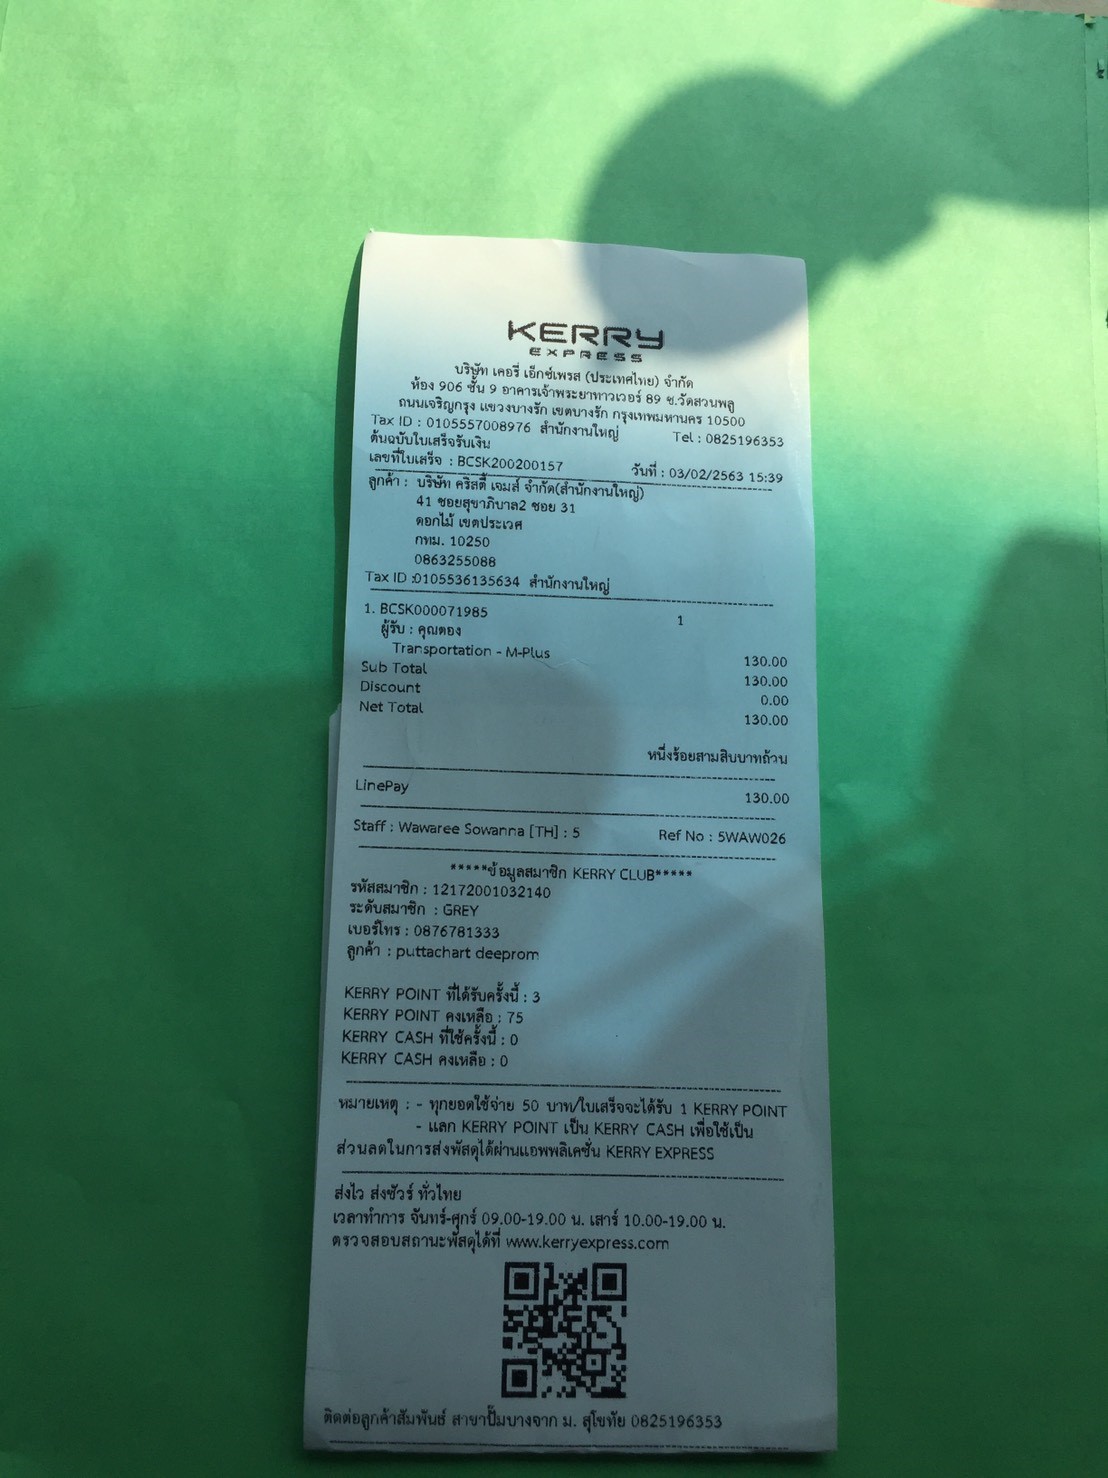 KERRY
EXPRESS
บริษัท เคอรี่ เอ็กซ์เพรส (ประเทศไทย) จำกัด
ห้อง 906 ชั้น 9 อาคารเจ้าพระยาทาวเวอร์ 89 ซ.วัดสวนพลู
ถนนเจริญกรุง แขวงบางรัก เขตบางรัก กรุงเทพมหานคร 10500
Tax ID : 0105557008976 สำนักงานใหญ่ Tel : 0825196353
ต้นฉบับใบเสร็จรับเงิน
เลขที่ใบเสร็จ : BCSK200200157 วันที่ : 03/02/2563 15:39
ลูกค้า : บริษัท คริสตี้ เจมส์ จำกัด(สำนักงานใหญ่)
41 ซอยสุขาภิบาล2 ซอย 31
ดอกไม้ เขตประเวศ
กทม. 10250
0863255088
Tax ID :0105536135634 สำนักงานใหญ่
1. BCSK000071985 1
ผู้รับ : คุณตอง
Transportation - M-Plus 130.00
Sub Total 130.00
Discount 0.00
Net Total 130.00
หนึ่งร้อยสามสิบบาทถ้วน
LinePay 130.00
Staff : Wawaree Sowanna [TH] : 5 Ref No : 5WAW026
*****ข้อมูลสมาชิก KERRY CLUB*****
รหัสสมาชิก : 12172001032140
ระดับสมาชิก : GREY
เบอร์โทร : 0876781333
ลูกค้า : puttachart deeprom
KERRY POINT ที่ได้รับครั้งนี้ : 3
KERRY POINT คงเหลือ : 75
KERRY CASH ที่ใช้ครั้งนี้ : 0
KERRY CASH คงเหลือ : 0
หมายเหตุ : - ทุกยอดใช้จ่าย 50 บาท/ใบเสร็จจะได้รับ 1 KERRY POINT
- แลก KERRY POINT เป็น KERRY CASH เพื่อใช้เป็น
ส่วนลดในการส่งพัสดุได้ผ่านแอพพลิเคชั่น KERRY EXPRESS
ส่งไว ส่งชัวร์ ทั่วไทย
เวลาทำการ จันทร์-ศุกร์ 09.00-19.00 น. เสาร์ 10.00-19.00 น.
ตรวจสอบสถานะพัสดุได้ที่ www.kerryexpress.com
ติดต่อลูกค้าสัมพันธ์ สาขาปั๊มบางจาก ม. สุโขทัย 0825196353